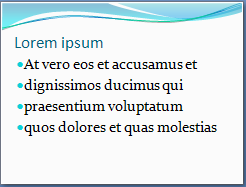 Lorem ipsum
At vero eos et accusamus et
dignissimos ducimus qui
praesentium voluptatum
quos dolores et quas molestias